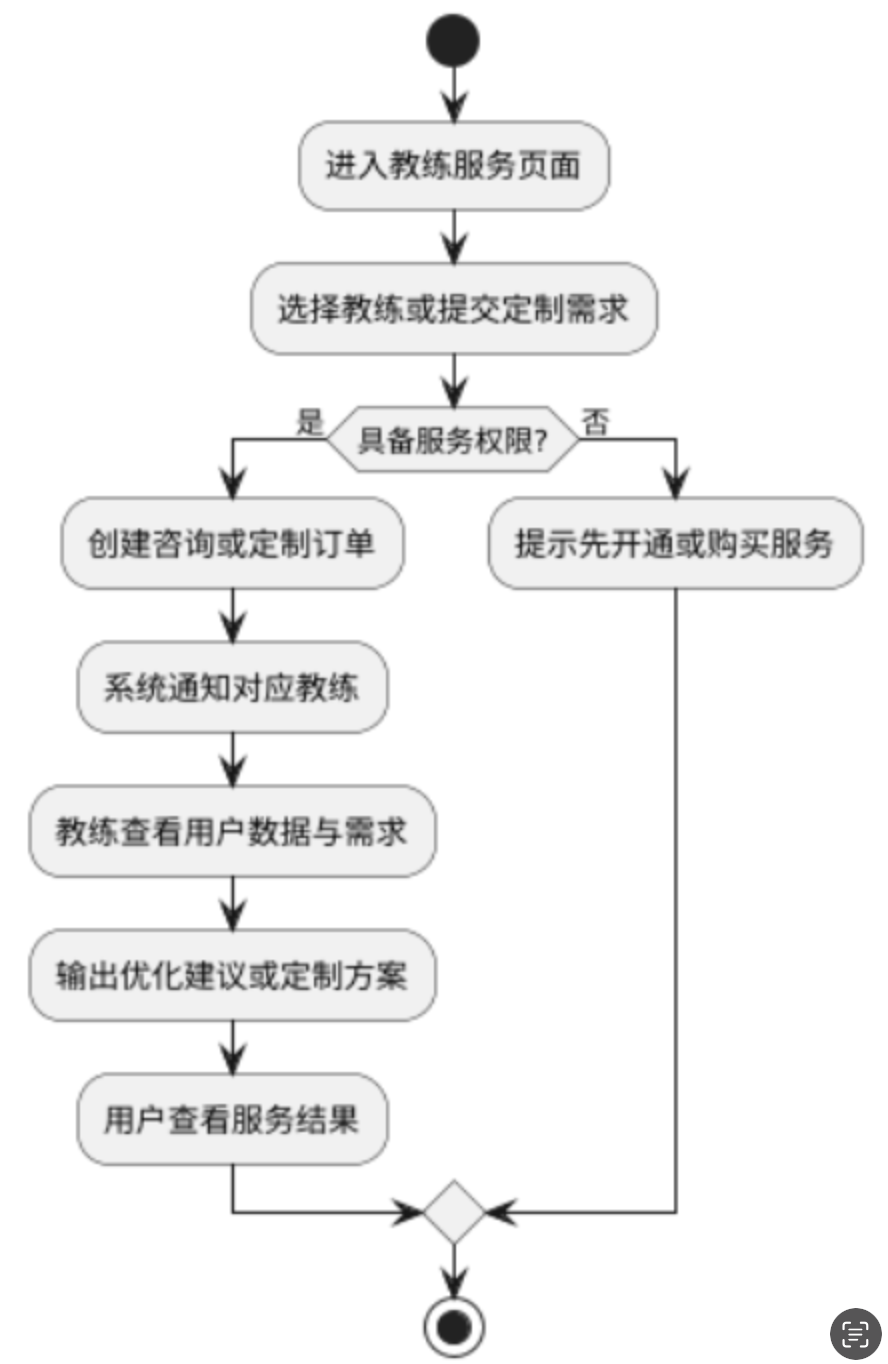 进入教练服务页面
选择教练或提交定制需求
是
具备服务权限?
否
创建咨询或定制订单
提示先开通或购买服务
系统通知对应教练
教练查看用户数据与需求
输出优化建议或定制方案
用户查看服务结果